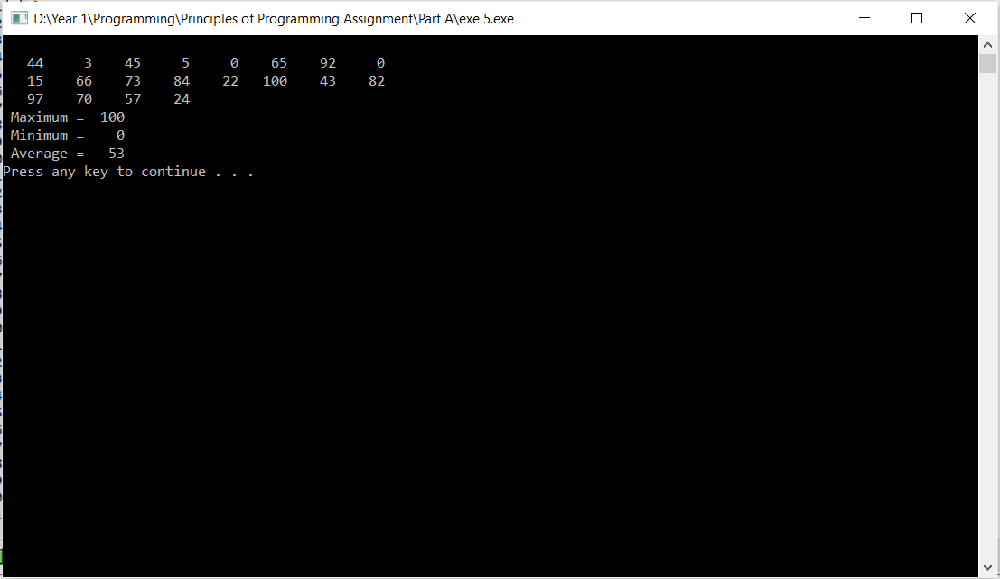 D:\Year 1\Programming\Principles of Programming Assignment\Part A\exe 5.exe
44 3 45 5 0 65 92 0
15 66 73 84 22 100 43 82
97 70 57 24
Maximum = 100
Minimum = 0
Average = 53
Press any key to continue . . .